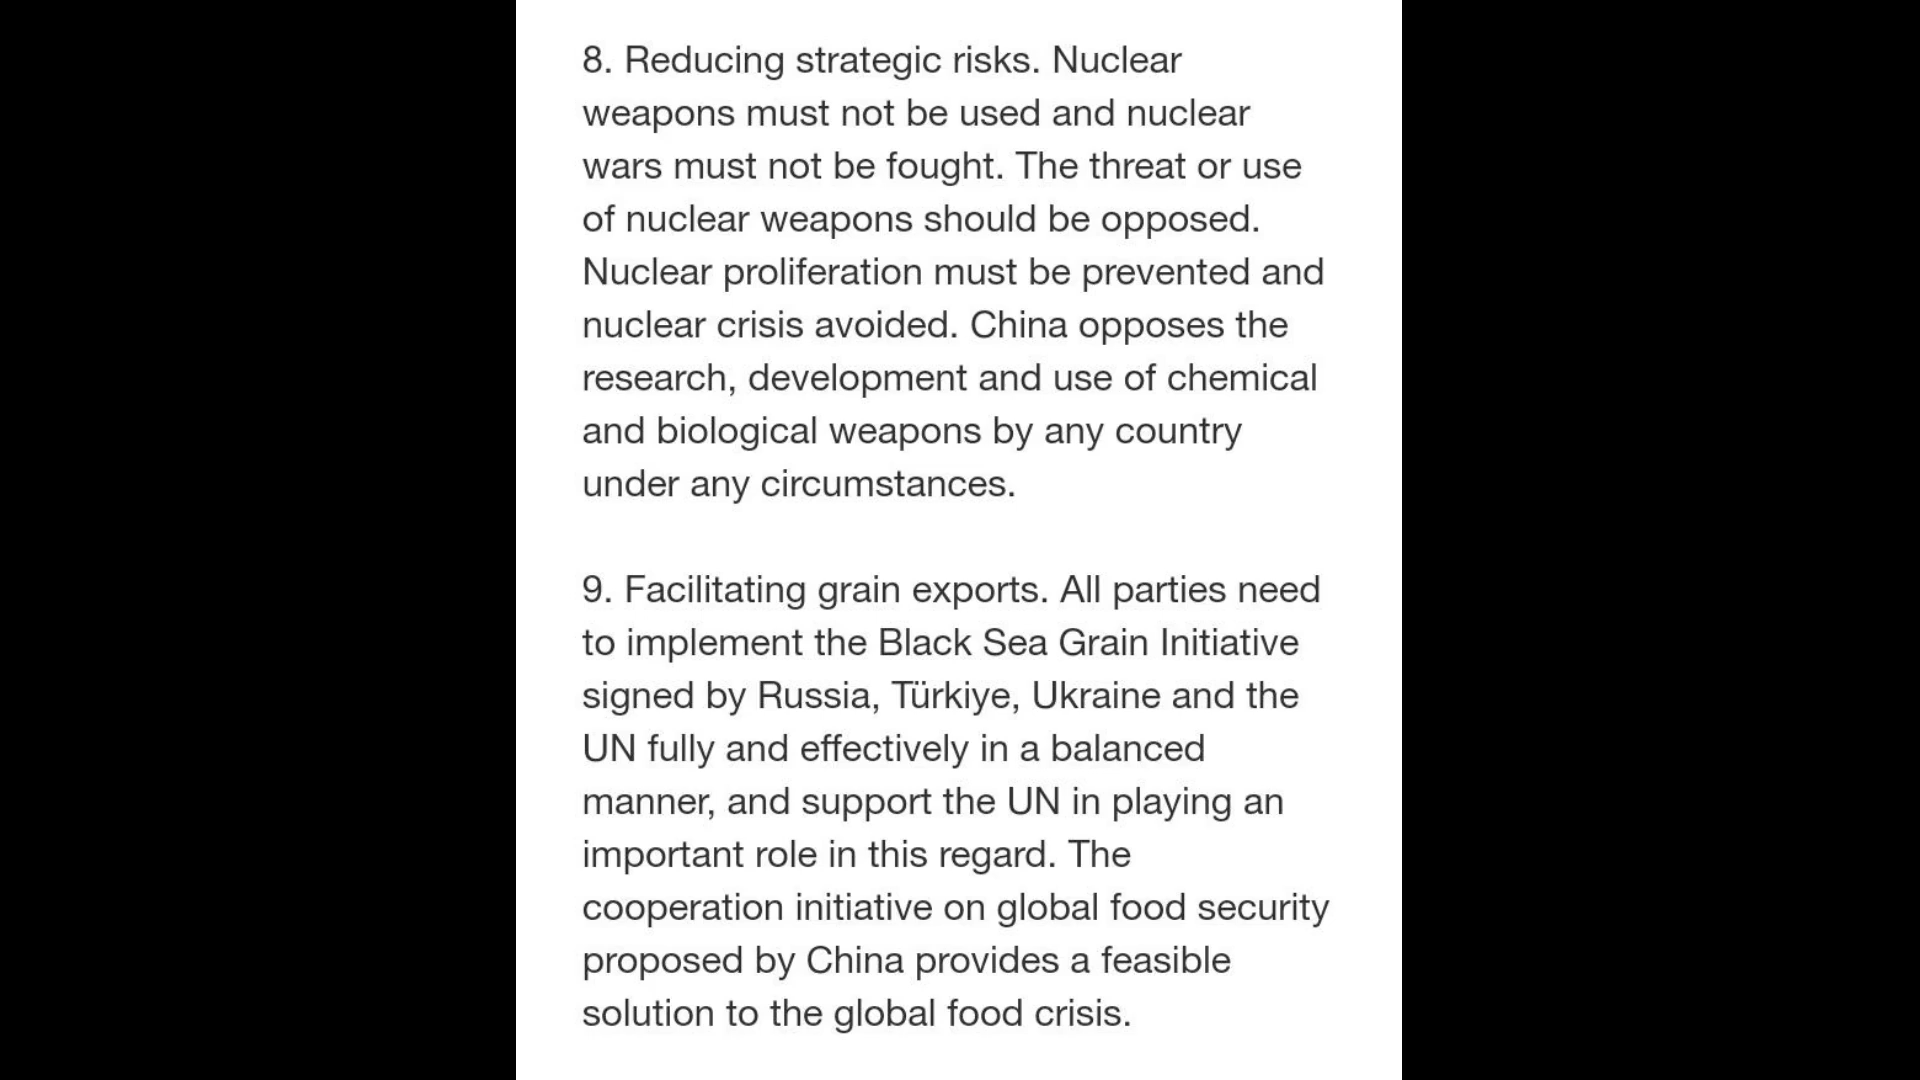 8. Reducing strategic risks. Nuclear
weapons must not be used and nuclear
wars must not be fought. The threat or use
of nuclear weapons should be opposed.
Nuclear proliferation must be prevented and
nuclear crisis avoided. China opposes the
research, development and use of chemical
and biological weapons by any country
under any circumstances.
9. Facilitating grain exports. All parties need
to implement the Black Sea Grain Initiative
signed by Russia, Türkiye, Ukraine and the
UN fully and effectively in a balanced
manner, and support the UN in playing an
important role in this regard. The
cooperation initiative on global food security
proposed by China provides a feasible
solution to the global food crisis.